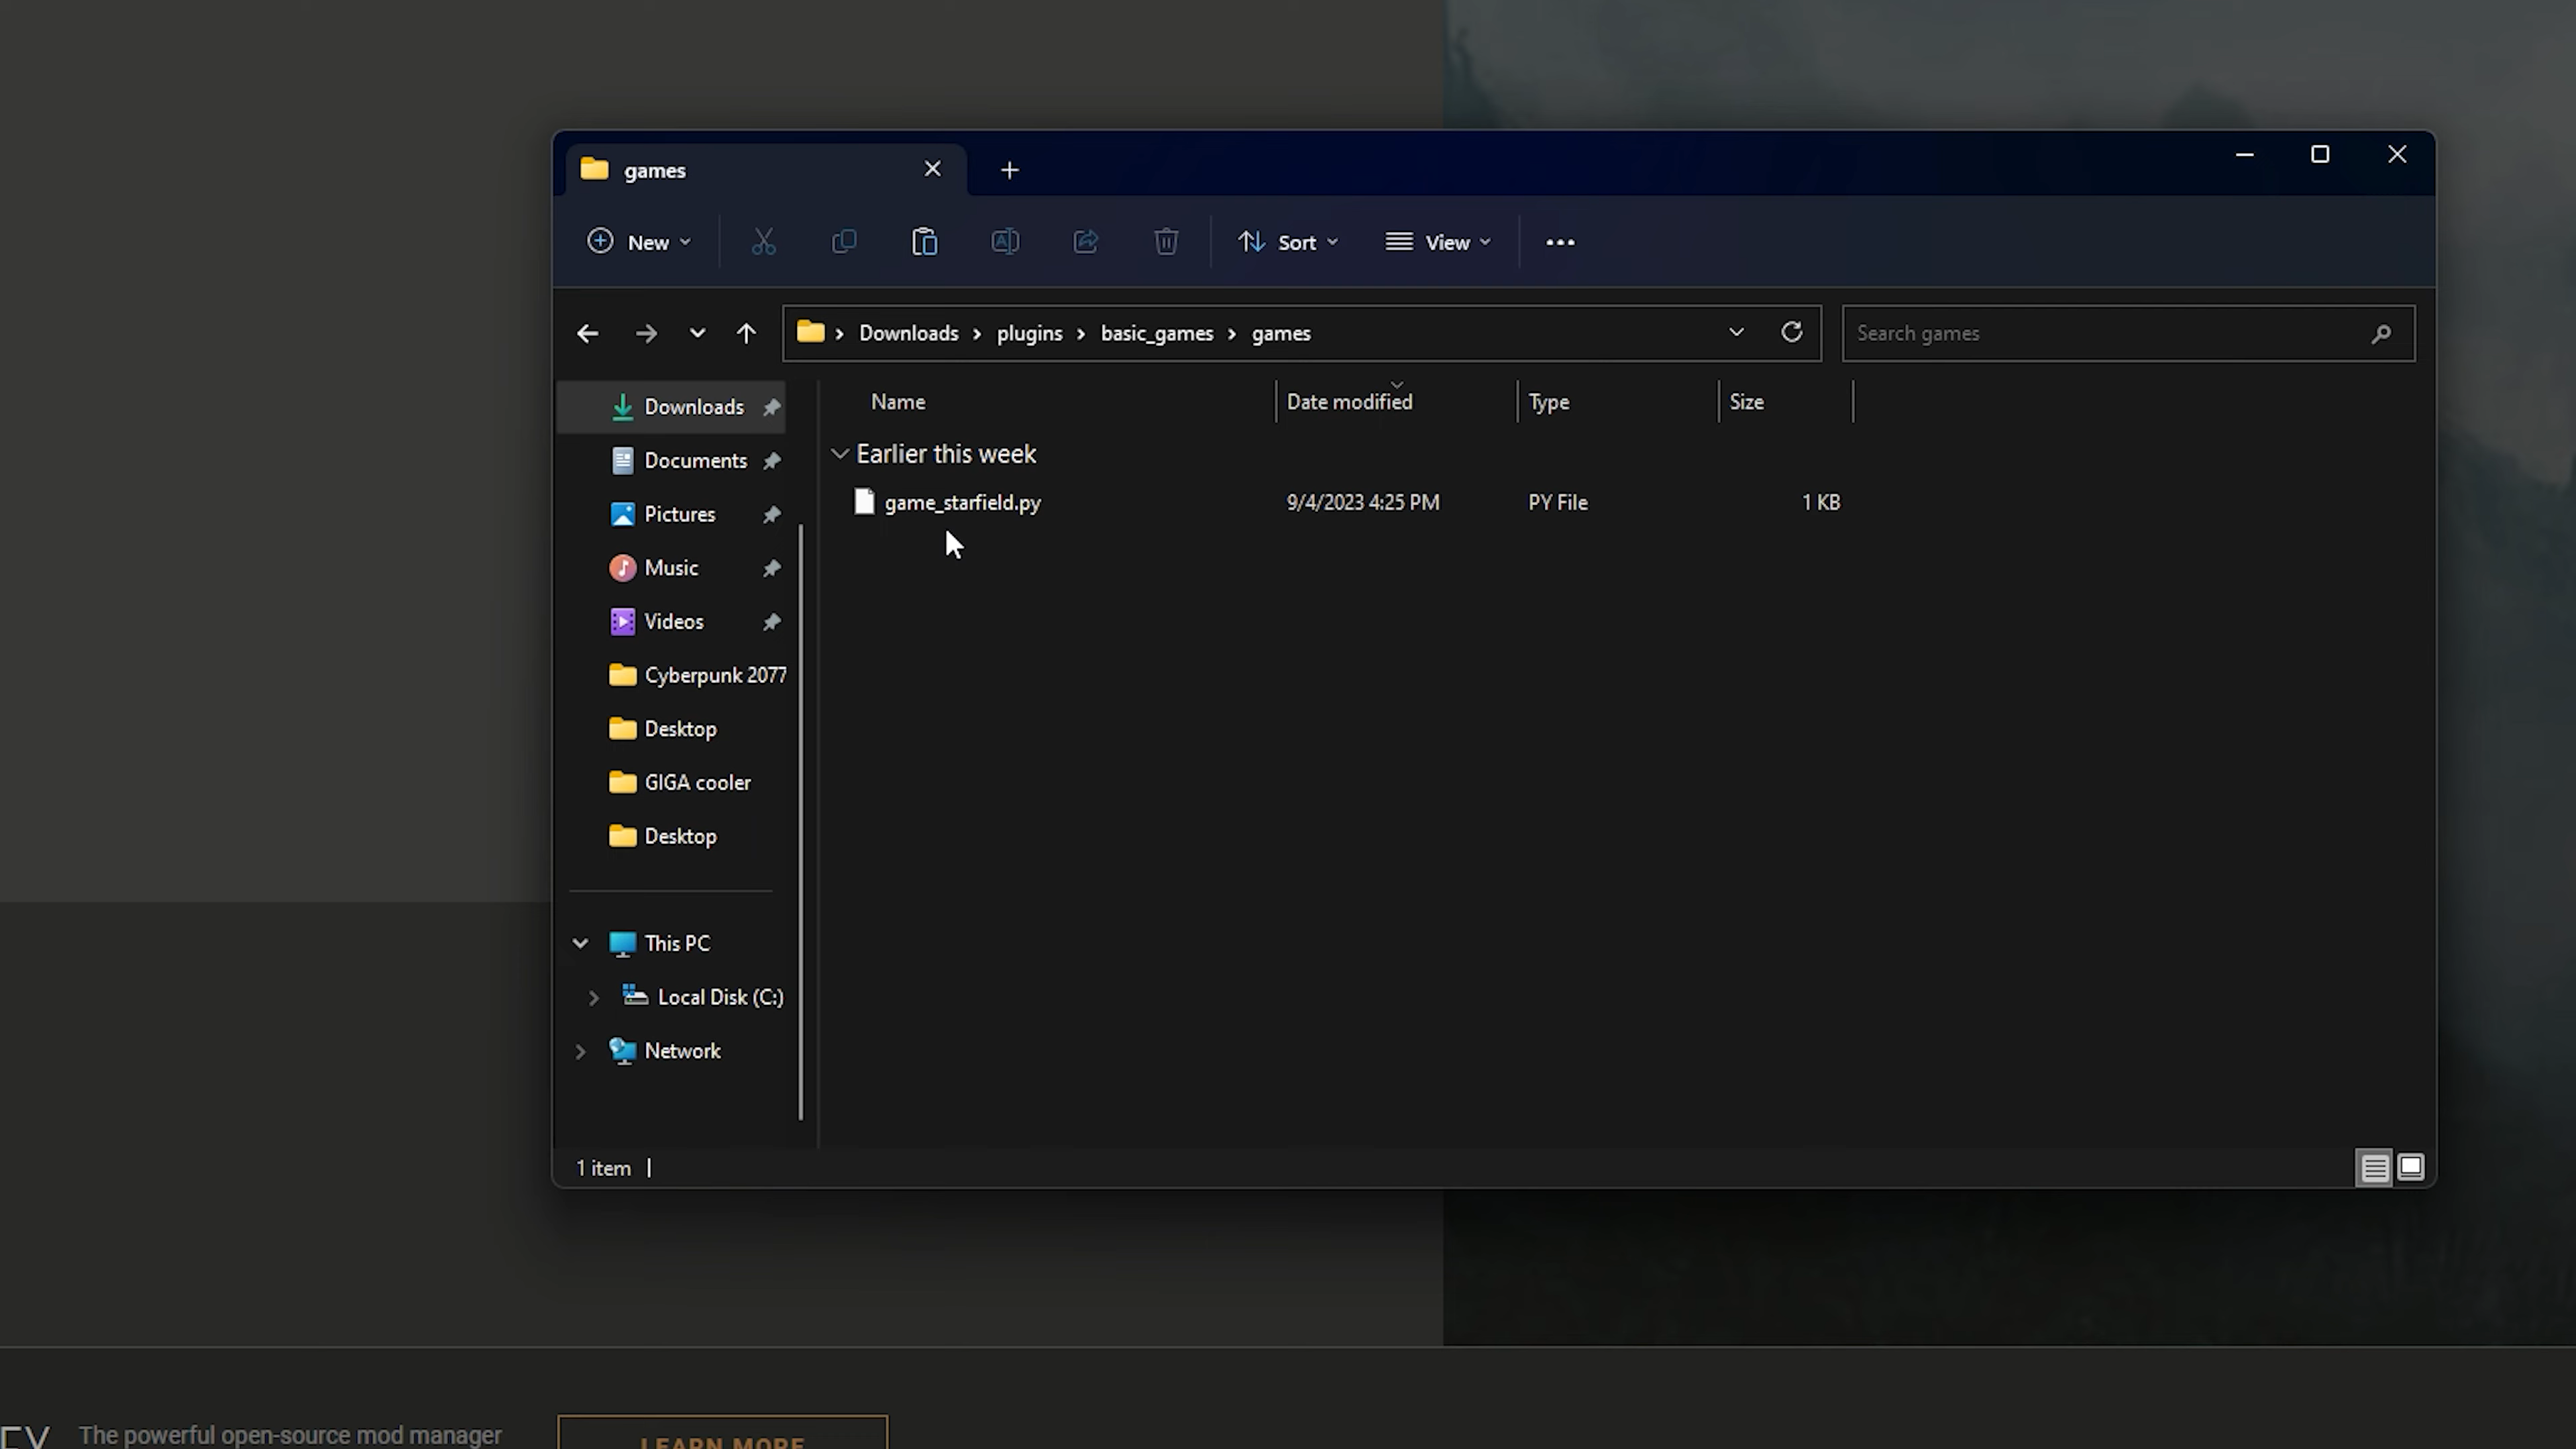 games
New
Sort
View
Downloads
plugins
basic_games
games
Search games
Downloads
Documents
Pictures
Music
Videos
Cyberpunk 2077
Desktop
GIGA cooler
Desktop
This PC
Local Disk (C:)
Network
Name Date modified Type Size
Earlier this week
game_starfield.py 9/4/2023 4:25 PM PY File 1 KB
1 item
The powerful open-source mod manager
LEARN MORE